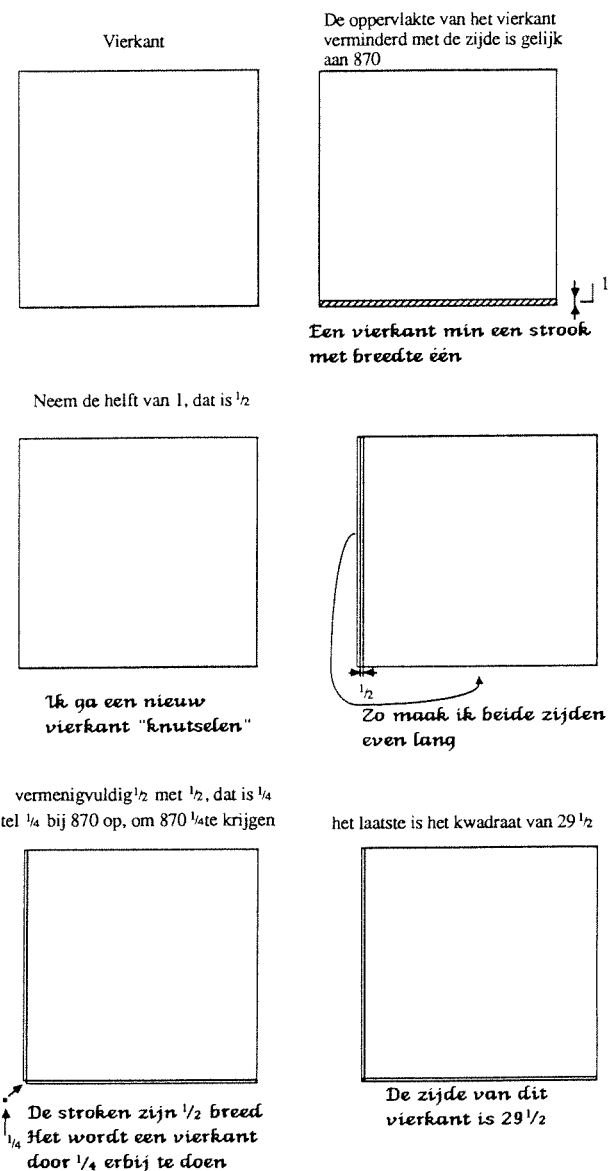 Vierkant
De oppervlakte van het vierkant
verminderd met de zijde is gelijk
aan 870
1
Een vierkant min een strook
met breedte één
Neem de helft van 1, dat is 1/2
Ik ga een nieuw
vierkant "knutselen"
1/2
Zo maak ik beide zijden
even lang
vermenigvuldig 1/2 met 1/2, dat is 1/4
tel 1/4 bij 870 op, om 870 1/4 te krijgen
1/4
De stroken zijn 1/2 breed
Het wordt een vierkant
door 1/4 erbij te doen
het laatste is het kwadraat van 29 1/2
De zijde van dit
vierkant is 29 1/2